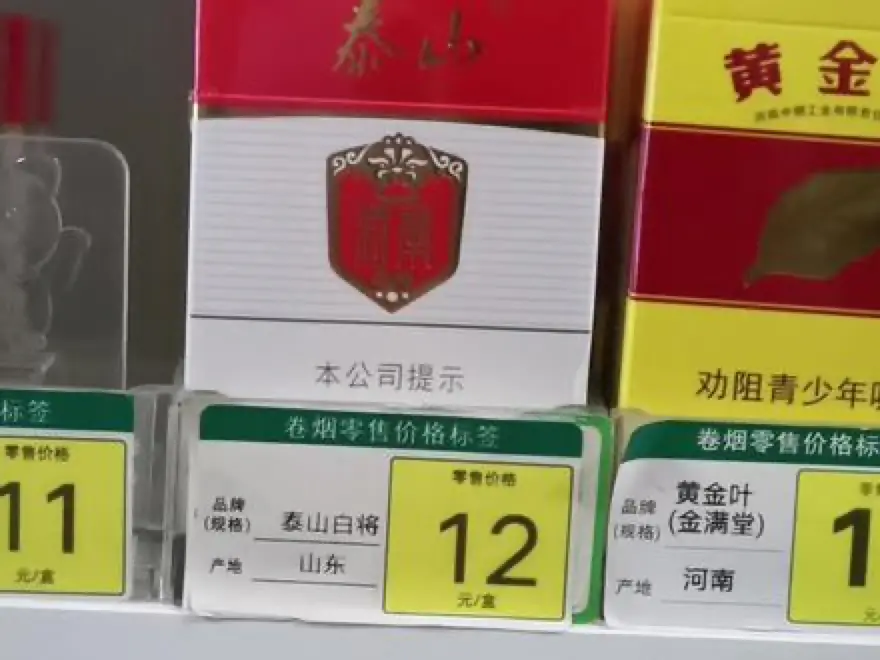 泰山
黄金
本公司提示
劝阻青少年
标签
零售价格
11
元/盒
卷烟零售价格标签
品牌
(规格)
泰山白将
产地
山东
零售价格
12
元/盒
卷烟零售价格标
品牌
(规格)
黄金叶
(金满堂)
产地
河南
零
1
元